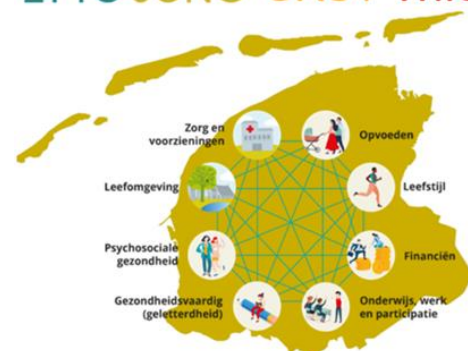 Zorg en
voorzieningen
Opvoeden
Leefomgeving
Leefstijl
Psychosociale
gezondheid
Financiën
Gezondheidsvaardig
(geletterdheid)
Onderwijs, werk
en participatie